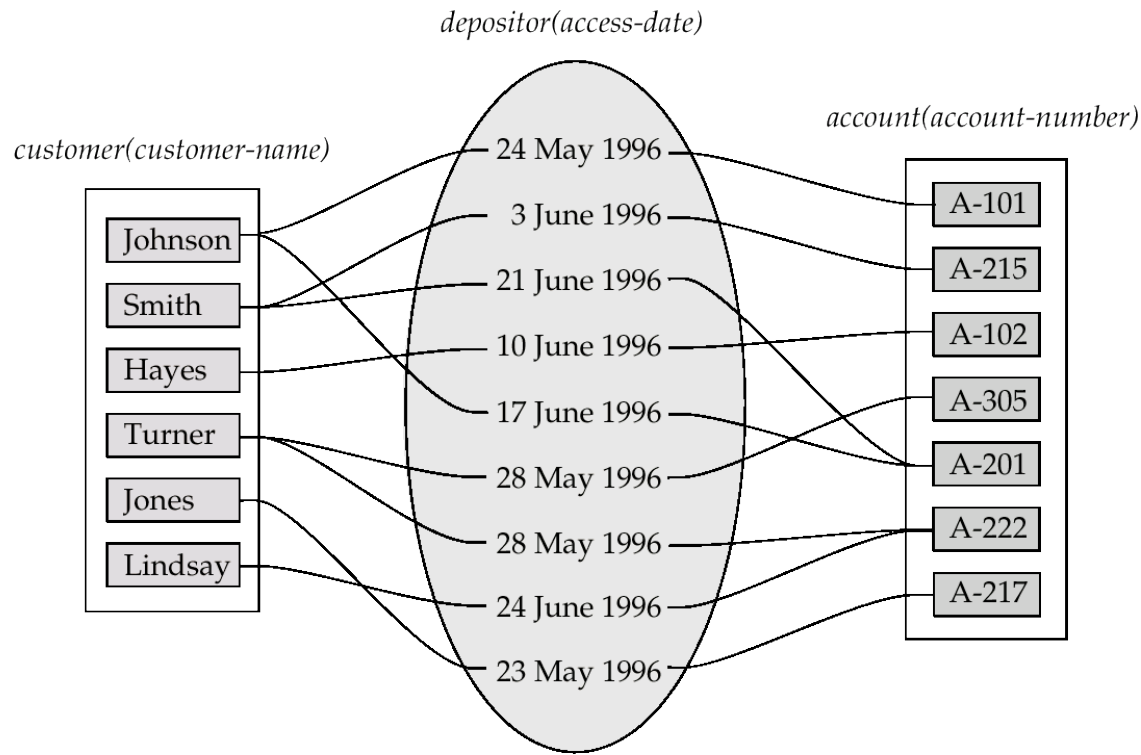 depositor(access-date)
customer(customer-name)
Johnson
Smith
Hayes
Turner
Jones
Lindsay
24 May 1996
3 June 1996
21 June 1996
10 June 1996
17 June 1996
28 May 1996
28 May 1996
24 June 1996
23 May 1996
account(account-number)
A-101
A-215
A-102
A-305
A-201
A-222
A-217